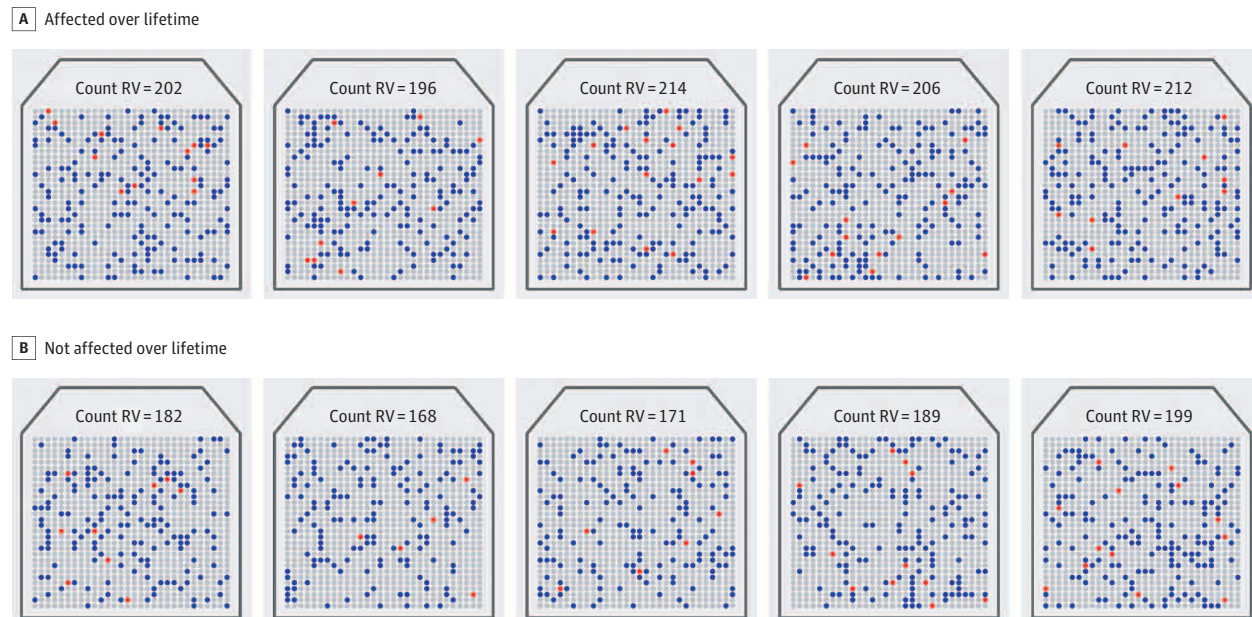 A Affected over lifetime
Count RV = 202
Count RV = 196
Count RV = 214
Count RV = 206
Count RV = 212
B Not affected over lifetime
Count RV = 182
Count RV = 168
Count RV = 171
Count RV = 189
Count RV = 199